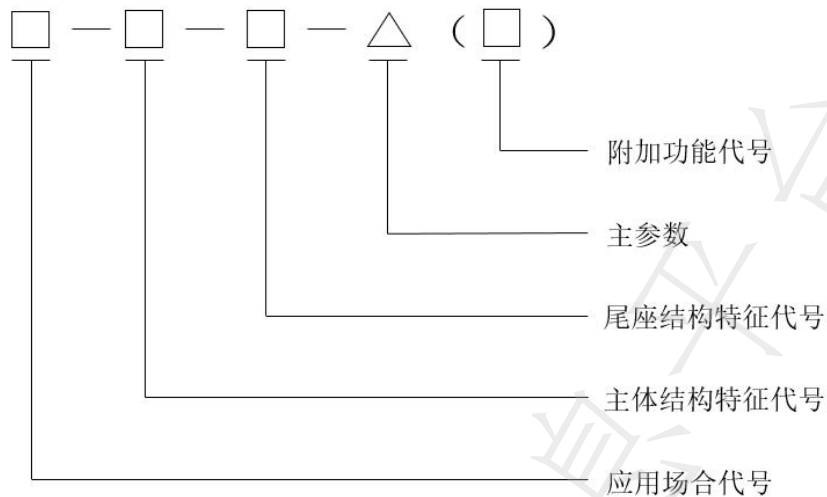 □ — □ — □ — △ （□）
附加功能代号
主参数
尾座结构特征代号
主体结构特征代号
应用场合代号